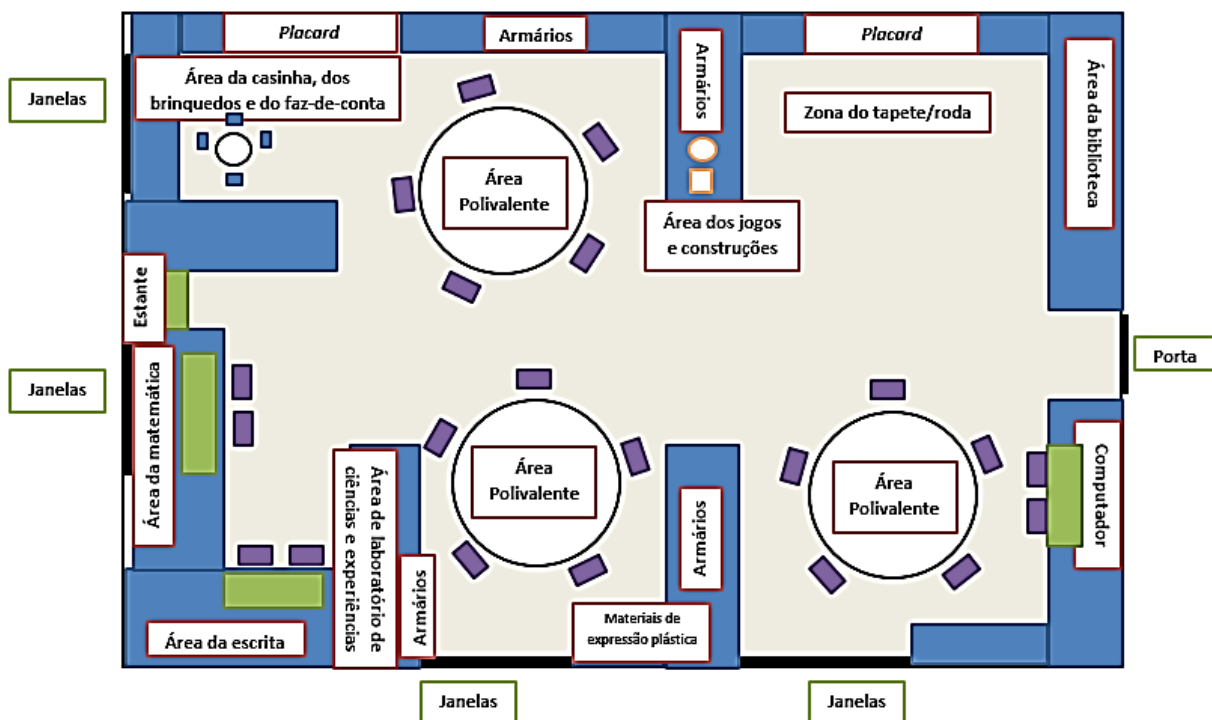 Placard
Armários
Placard
Janelas
Área da casinha, dos
brinquedos e do faz-de-conta
Armários
Zona do tapete/roda
Área da biblioteca
Área
Polivalente
Área dos jogos
e construções
Estante
Janelas
Porta
Área da matemática
Área
Polivalente
Área
Polivalente
Computador
Área de laboratório de
ciências e experiências
Armários
Armários
Materiais de
expressão plástica
Área da escrita
Janelas
Janelas